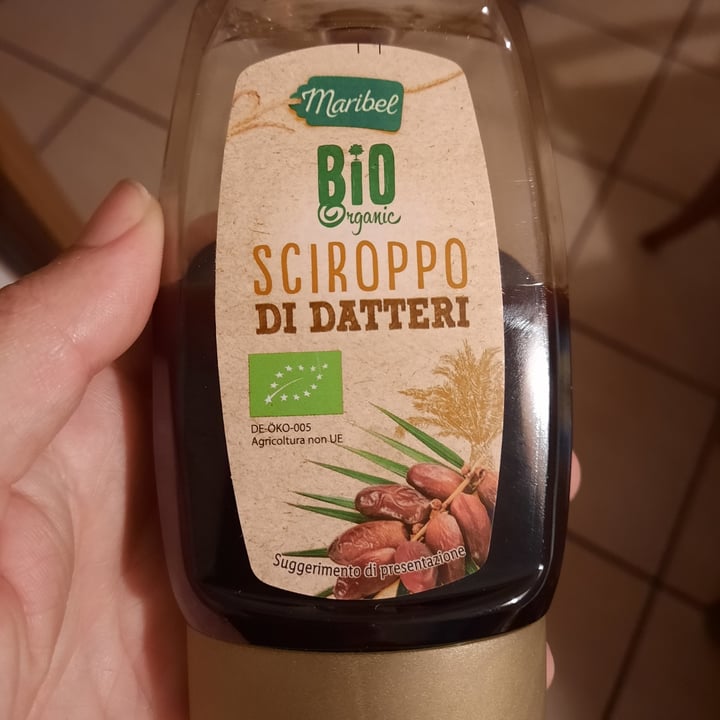 Maribel
BiO
Organic
SCIROPPO
DI DATTERI
DE-ÖKO-005
Agricoltura non UE
Suggerimento di presentazione